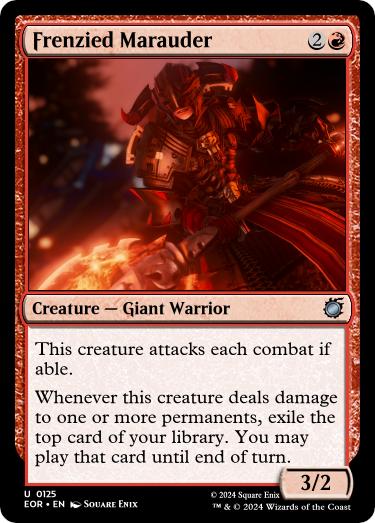 Frenzied Marauder 2
Creature — Giant Warrior
This creature attacks each combat if
able.
Whenever this creature deals damage
to one or more permanents, exile the
top card of your library. You may
play that card until end of turn.
3/2
U 0125
EOR • EN Square Enix
© 2024 Square Enix
™ & © 2024 Wizards of the Coast